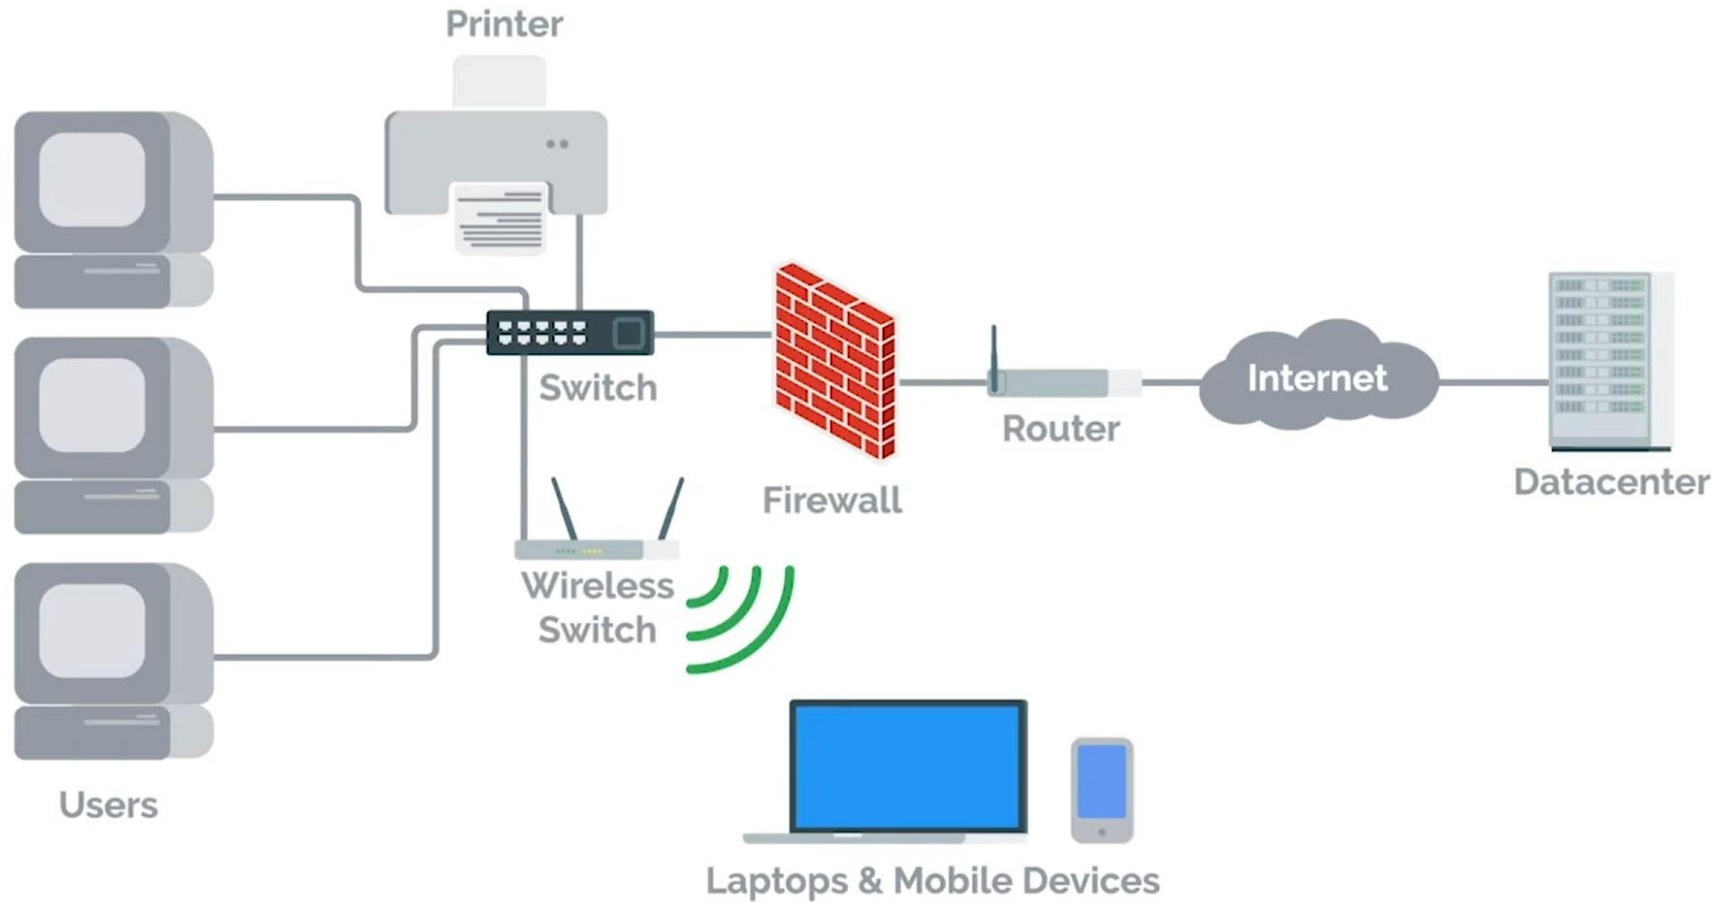 Printer
Switch
Firewall
Router
Internet
Datacenter
Wireless
Switch
Users
Laptops & Mobile Devices